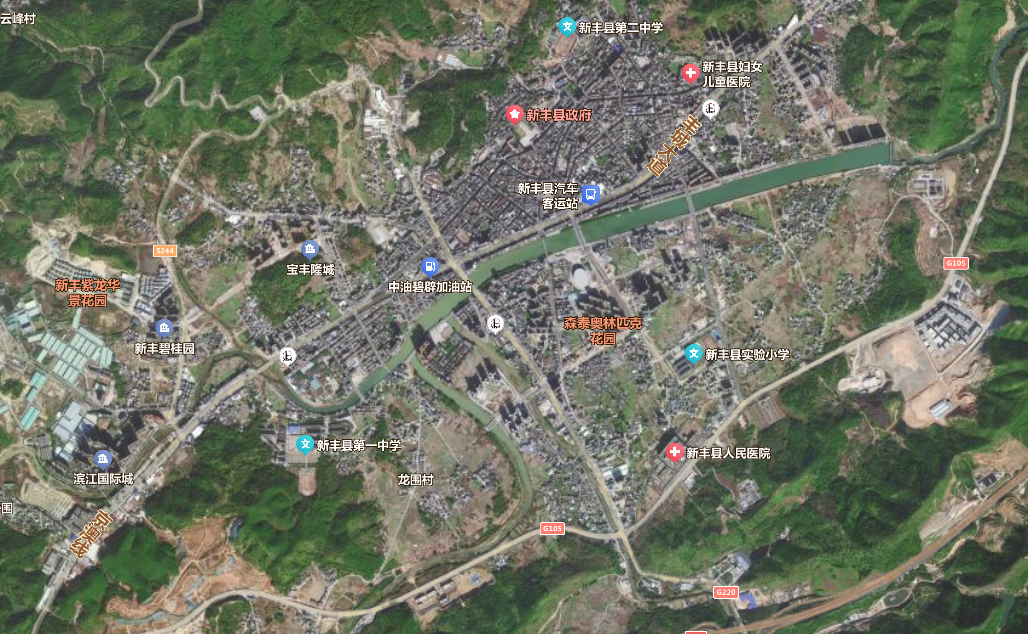 云峰村
新丰县第二中学
新丰县妇女
儿童医院
新丰县政府
丰城大道
新丰县汽车
客运站
S244
宝丰隆城
G105
中油碧辟加油站
新丰紫龙华
景花园
森泰奥林匹克
花园
新丰碧桂园
新丰县实验小学
新丰县第一中学
新丰县人民医院
滨江国际城
龙围村
围
G105
G220